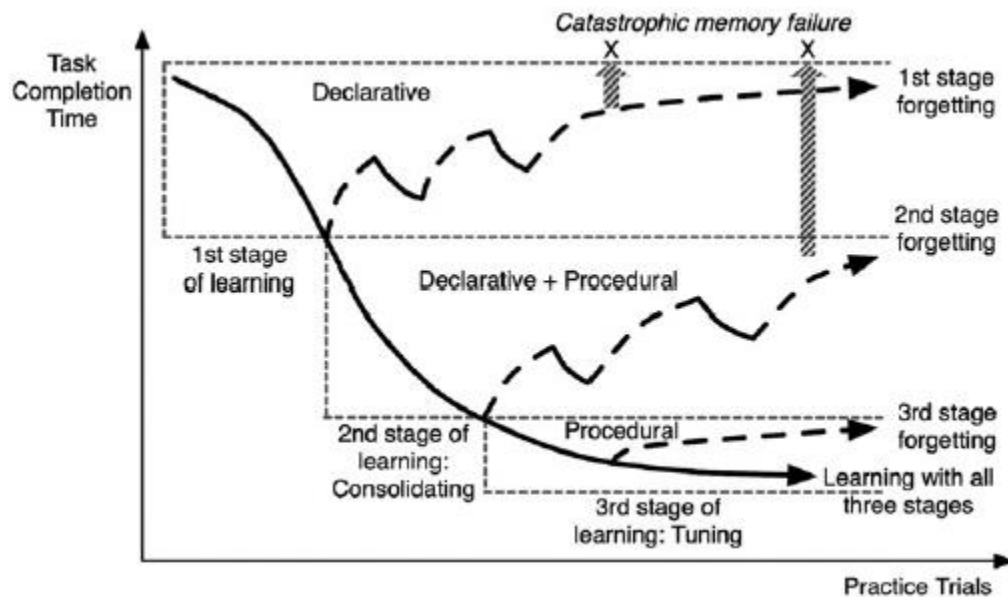 Catastrophic memory failure
X X
Task
Completion
Time
Declarative
1st stage
forgetting
2nd stage
forgetting
1st stage
of learning
Declarative + Procedural
3rd stage
forgetting
Procedural
2nd stage of
learning:
Consolidating
Learning with all
three stages
3rd stage of
learning: Tuning
Practice Trials